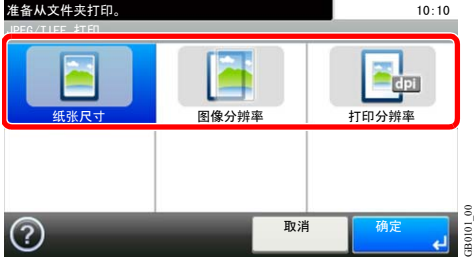 准备从文件夹打印。
10:10
JPEG/TIFF 打印
纸张尺寸
图像分辨率
dpi
打印分辨率
?
取消
确定
GB0101_00